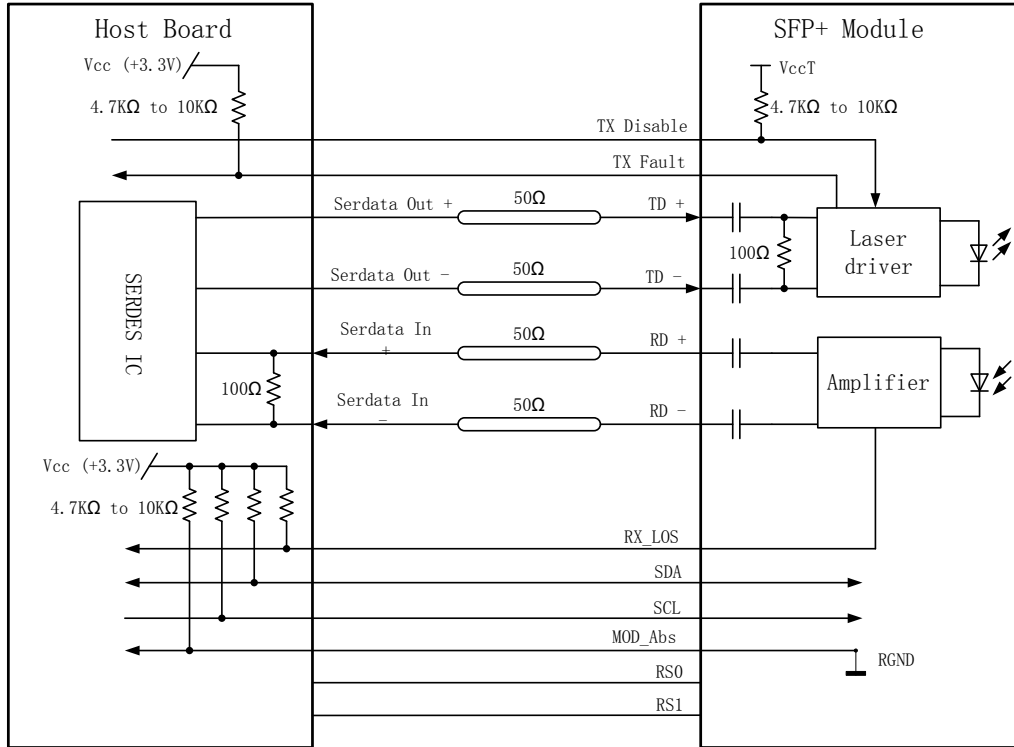 Host Board
SFP+ Module
Vcc (+3.3V)
VccT
4.7KΩ to 10KΩ
4.7KΩ to 10KΩ
TX Disable
TX Fault
Serdata Out +
50Ω
TD +
100Ω
Laser
driver
Serdata Out -
50Ω
TD -
SERDES IC
Serdata In
+
50Ω
RD +
100Ω
Amplifier
Serdata In
-
50Ω
RD -
Vcc (+3.3V)
4.7KΩ to 10KΩ
RX_LOS
SDA
SCL
MOD_Abs
RGND
RS0
RS1